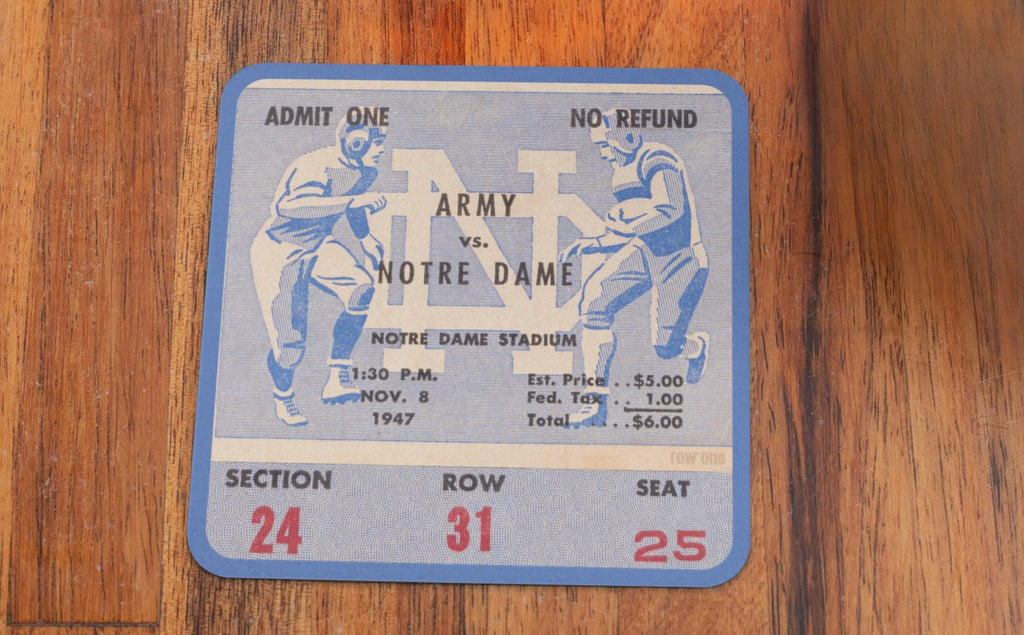 ADMIT ONE NO REFUND
ND
ARMY
vs.
NOTRE DAME
NOTRE DAME STADIUM
1:30 P.M.
NOV. 8
1947
Est. Price . . $5.00
Fed. Tax . . 1.00
Total . . . . . $6.00
row one
SECTION ROW SEAT
24 31 25